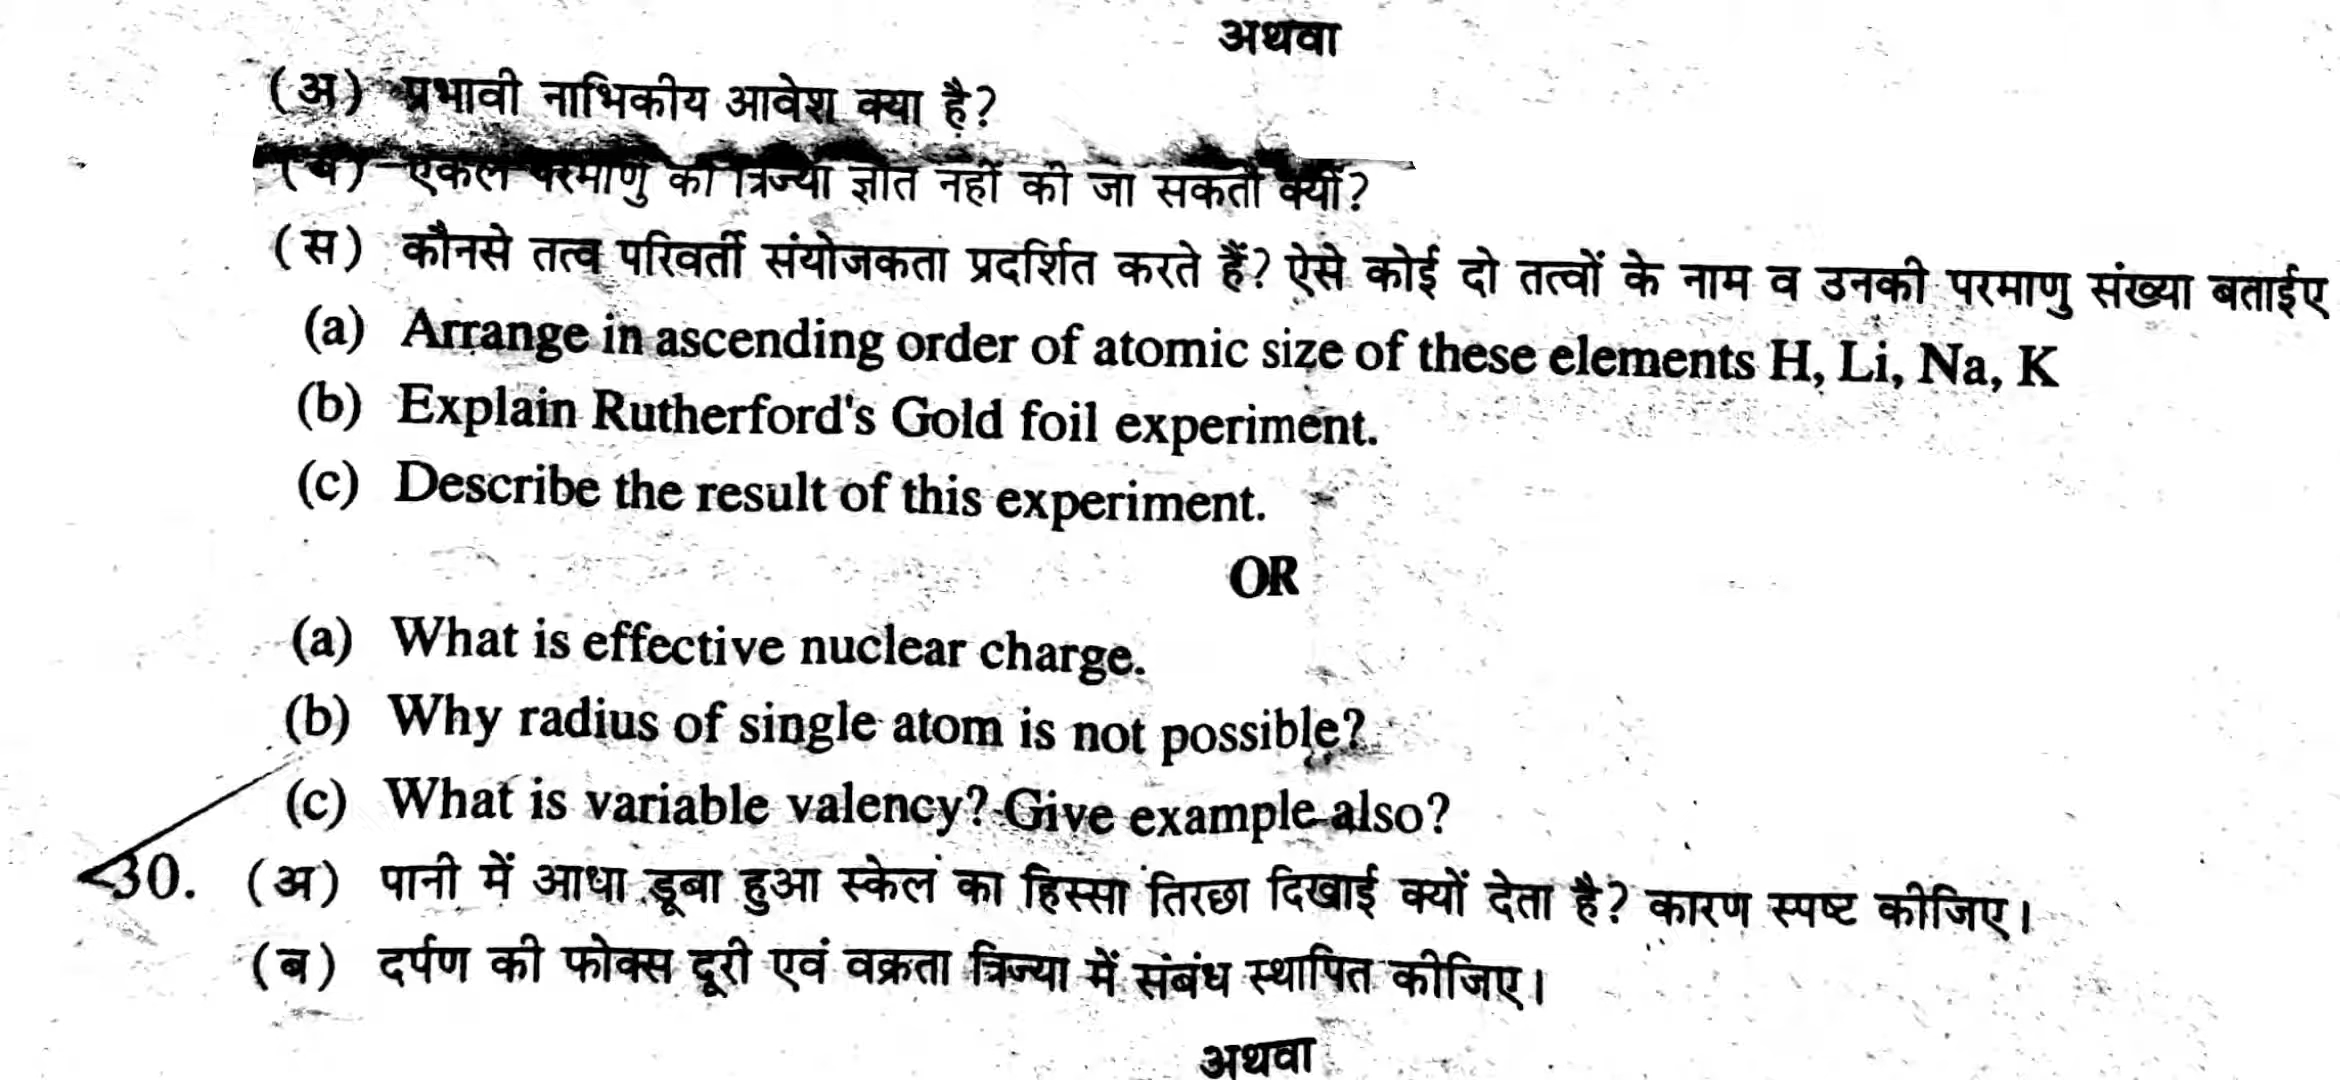 अथवा
(अ) प्रभावी नाभिकीय आवेश क्या है?
(ब) एकल परमाणु की त्रिज्या ज्ञात नहीं की जा सकती क्यों?
(स) कौनसे तत्व परिवर्ती संयोजकता प्रदर्शित करते हैं? ऐसे कोई दो तत्वों के नाम व उनकी परमाणु संख्या बताईए
(a) Arrange in ascending order of atomic size of these elements H, Li, Na, K
(b) Explain Rutherford's Gold foil experiment.
(c) Describe the result of this experiment.
OR
(a) What is effective nuclear charge.
(b) Why radius of single atom is not possible?
(c) What is variable valency? Give example also?
30. (अ) पानी में आधा डूबा हुआ स्केल का हिस्सा तिरछा दिखाई क्यों देता है? कारण स्पष्ट कीजिए।
(ब) दर्पण की फोक्स दूरी एवं वक्रता त्रिज्या में संबंध स्थापित कीजिए।
अथवा